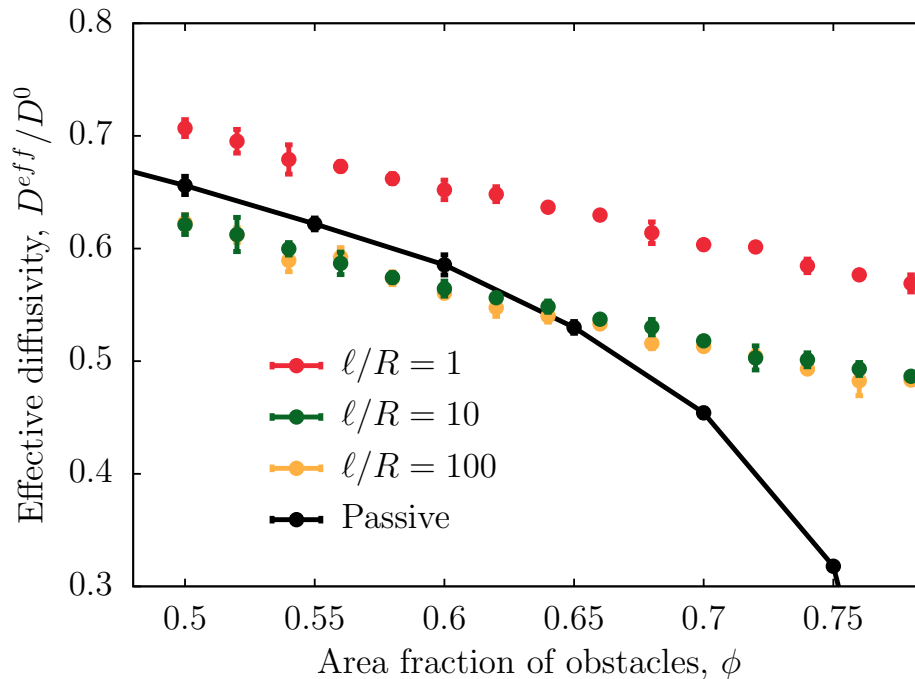 0.8
0.7
0.6
0.5
0.4
0.3
Effective diffusivity, D^{eff}/D^0
ℓ/R = 1
ℓ/R = 10
ℓ/R = 100
Passive
0.5 0.55 0.6 0.65 0.7 0.75
Area fraction of obstacles, ϕ